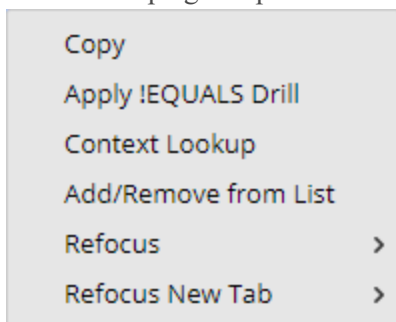 Copy
Apply !EQUALS Drill
Context Lookup
Add/Remove from List
Refocus
Refocus New Tab